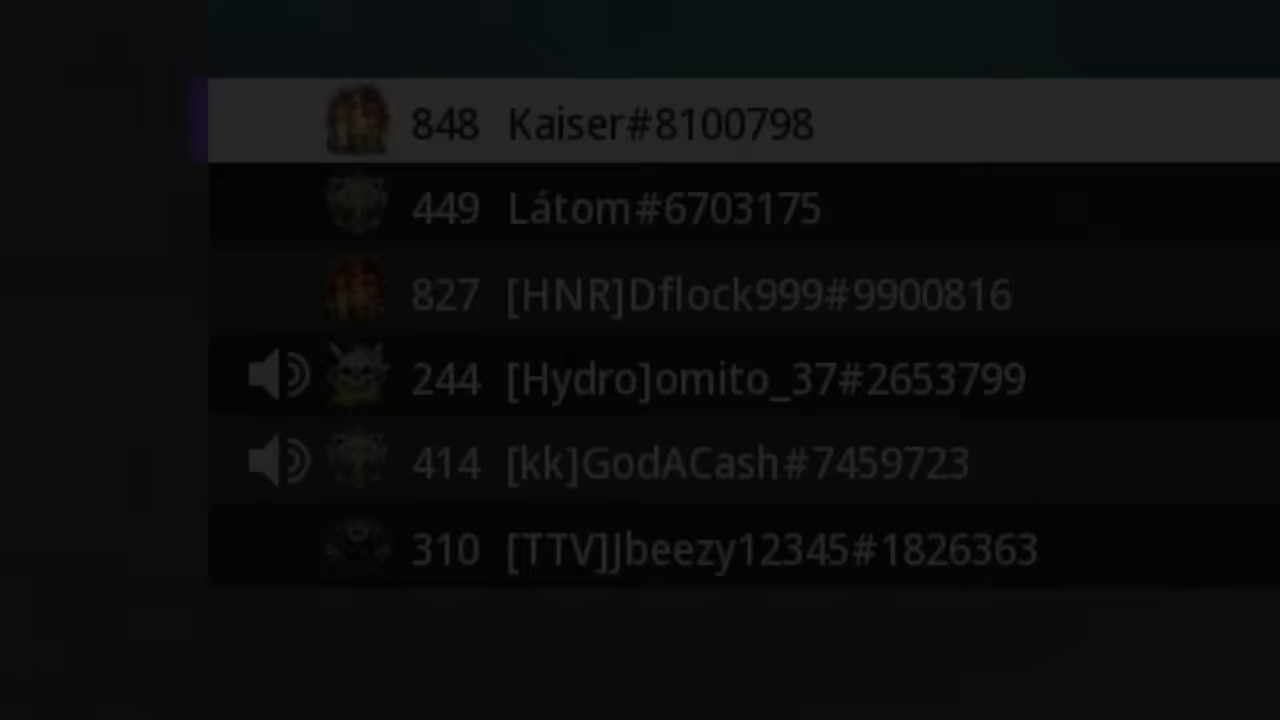 848 Kaiser#8100798
449 Látom#6703175
827 [HNR]Dflock999#9900816
244 [Hydro]omito_37#2653799
414 [kk]GodACash#7459723
310 [TTV]Jbeezy12345#1826363